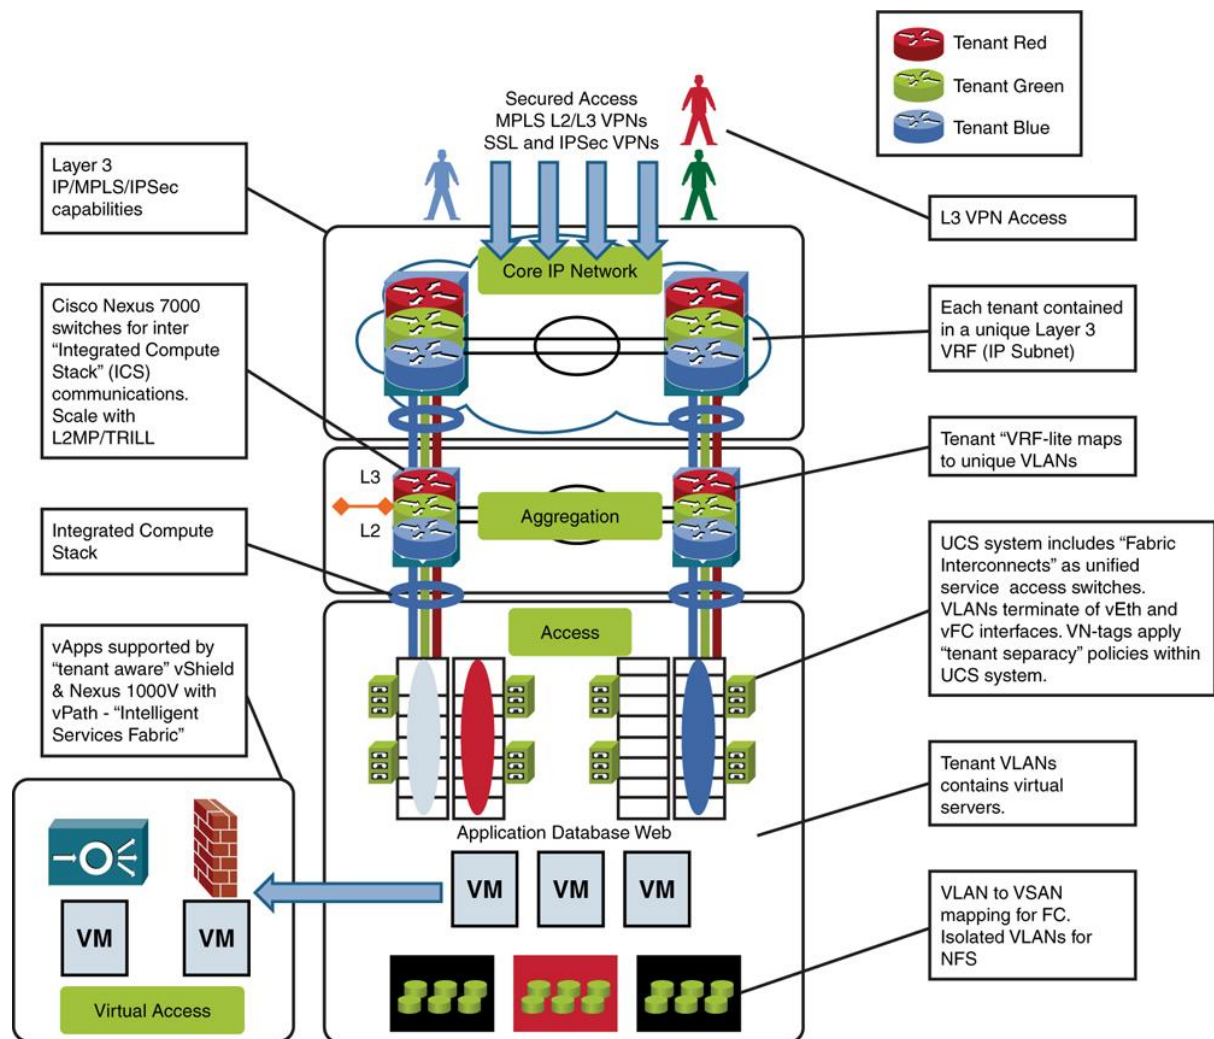 Tenant Red
Tenant Green
Tenant Blue
Secured Access
MPLS L2/L3 VPNs
SSL and IPSec VPNs
Layer 3
IP/MPLS/IPSec
capabilities
L3 VPN Access
Core IP Network
Cisco Nexus 7000
switches for inter
“Integrated Compute
Stack” (ICS)
communications.
Scale with
L2MP/TRILL
Each tenant contained
in a unique Layer 3
VRF (IP Subnet)
Tenant “VRF-lite maps
to unique VLANs
L3
L2
Aggregation
Integrated Compute
Stack
UCS system includes “Fabric
Interconnects” as unified
service access switches.
VLANs terminate of vEth and
vFC interfaces. VN-tags apply
“tenant separacy” policies within
UCS system.
Access
vApps supported by
“tenant aware” vShield
& Nexus 1000V with
vPath - “Intelligent
Services Fabric”
Tenant VLANs
contains virtual
servers.
Application Database Web
VM VM VM
VM VM
Virtual Access
VLAN to VSAN
mapping for FC.
Isolated VLANs for
NFS